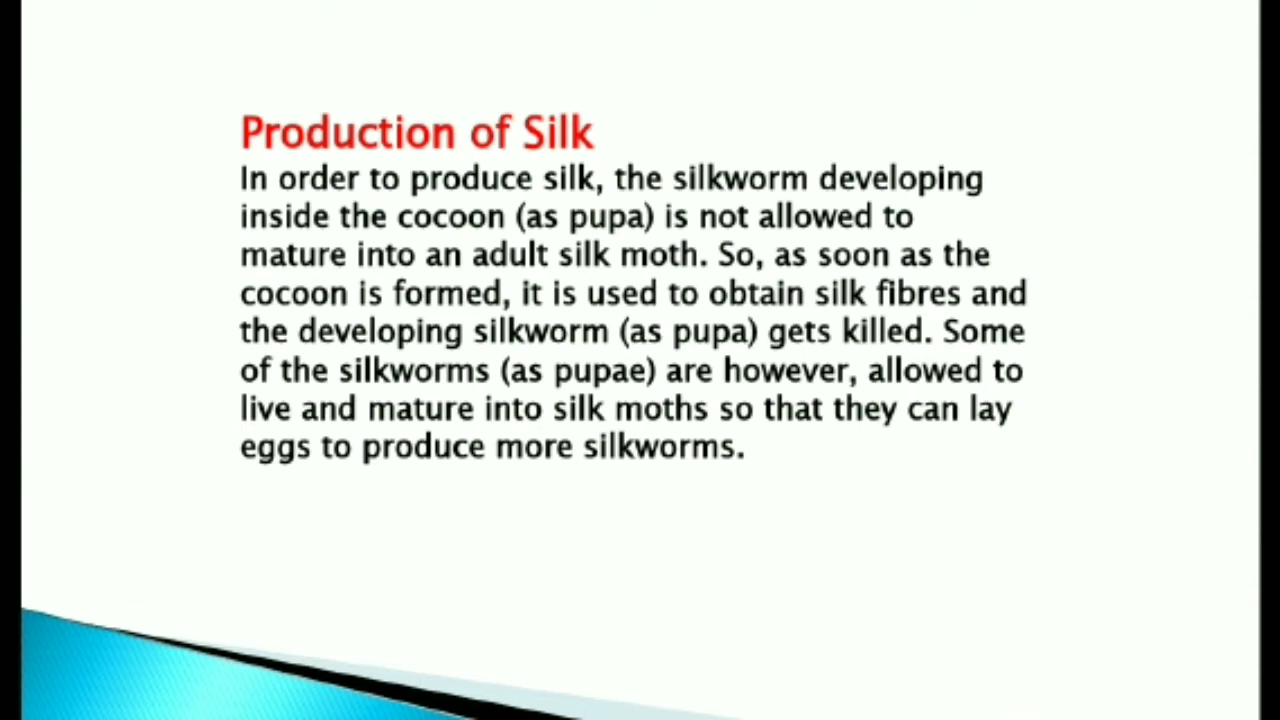 Production of Silk
In order to produce silk, the silkworm developing
inside the cocoon (as pupa) is not allowed to
mature into an adult silk moth. So, as soon as the
cocoon is formed, it is used to obtain silk fibres and
the developing silkworm (as pupa) gets killed. Some
of the silkworms (as pupae) are however, allowed to
live and mature into silk moths so that they can lay
eggs to produce more silkworms.